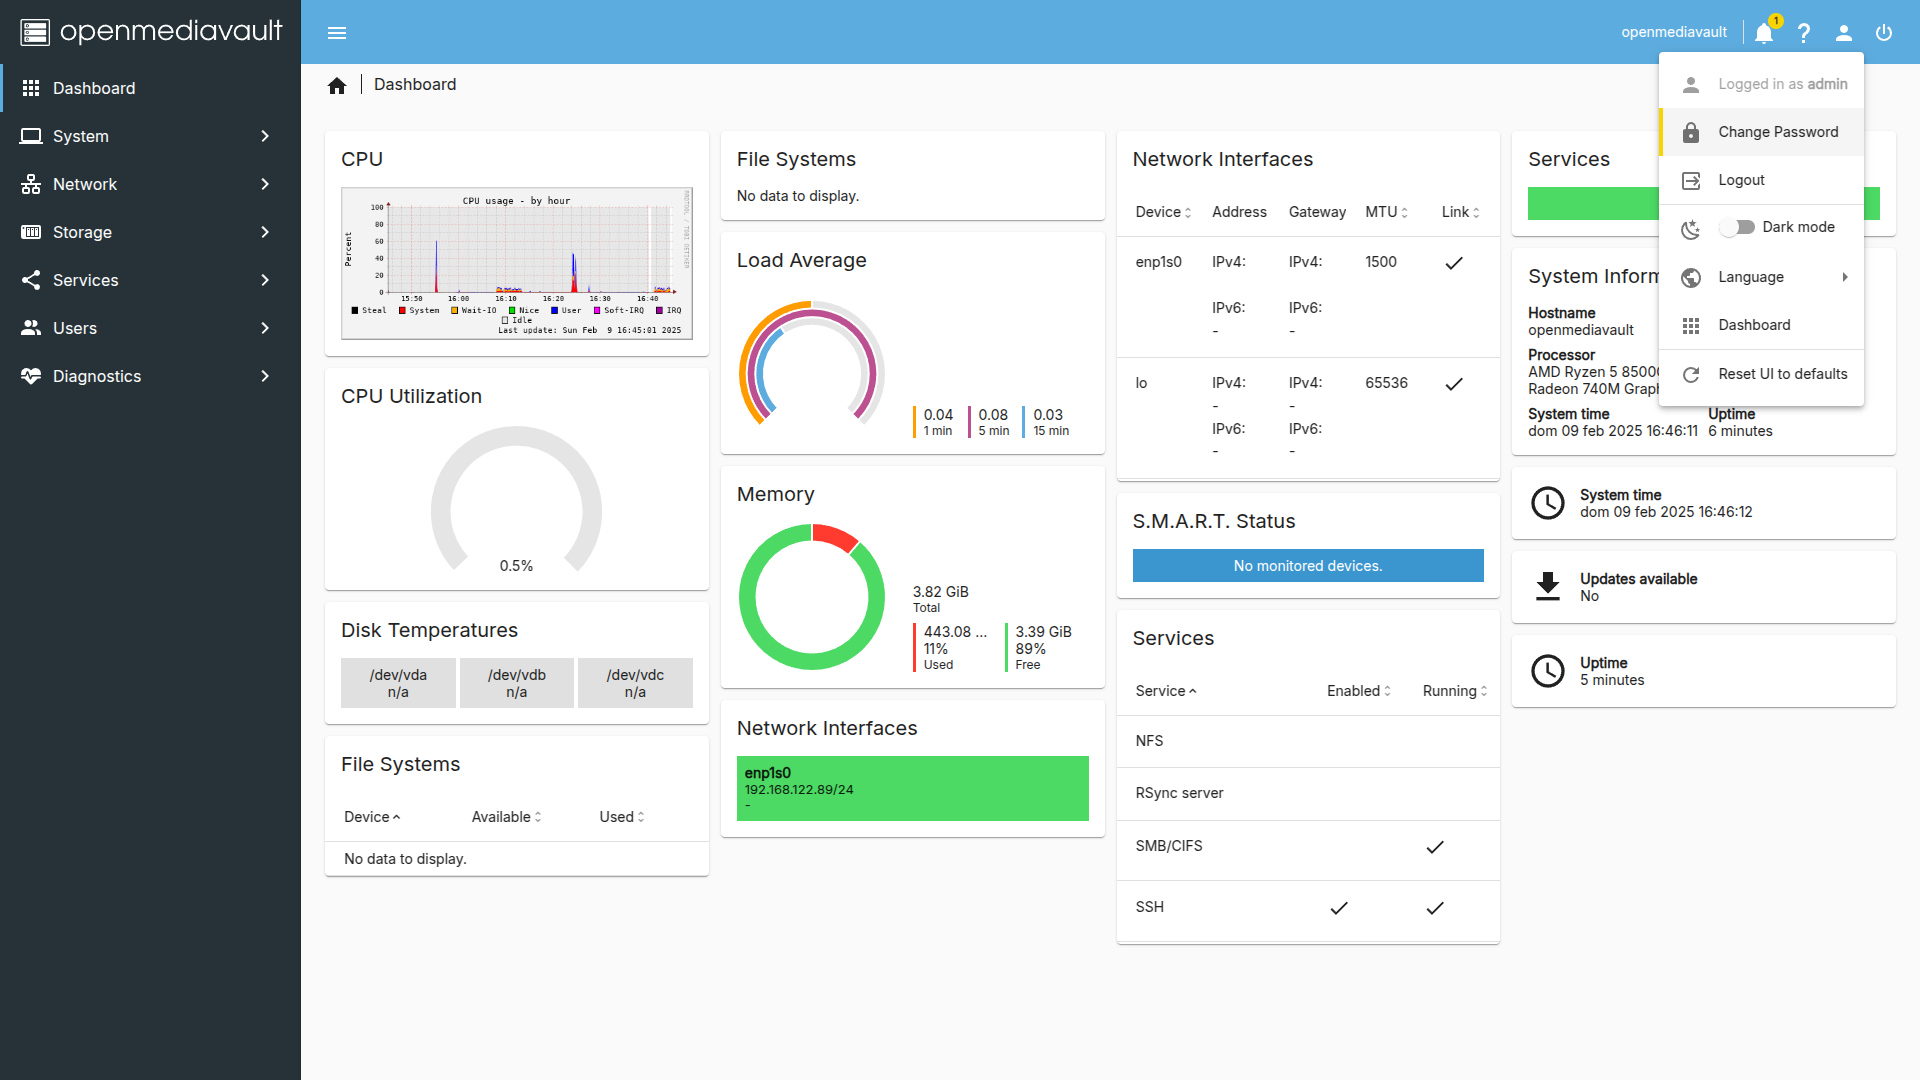 openmediavault
openmediavault
1
Dashboard
System
Network
Storage
Services
Users
Diagnostics
Dashboard
Logged in as admin
Change Password
Logout
Dark mode
Language
Dashboard
Reset UI to defaults
CPU
CPU usage - by hour
Percent
100
80
60
40
20
0
15:50 16:00 16:10 16:20 16:30 16:40
Steal System Wait-IO Nice User Soft-IRQ IRQ
Idle
Last update: Sun Feb 9 16:45:01 2025
RRDTOOL / TOBI OETIKER
CPU Utilization
0.5%
Disk Temperatures
/dev/vda
n/a
/dev/vdb
n/a
/dev/vdc
n/a
File Systems
Device Available Used
No data to display.
File Systems
No data to display.
Load Average
0.04
1 min
0.08
5 min
0.03
15 min
Memory
3.82 GiB
Total
443.08 ...
11%
Used
3.39 GiB
89%
Free
Network Interfaces
enp1s0
192.168.122.89/24
-
Network Interfaces
Device Address Gateway MTU Link
enp1s0 IPv4: IPv4: 1500
IPv6: IPv6:
- -
lo IPv4: IPv4: 65536
- -
IPv6: IPv6:
- -
S.M.A.R.T. Status
No monitored devices.
Services
Service Enabled Running
NFS
RSync server
SMB/CIFS
SSH
Services
System Inform
Hostname
openmediavault
Processor
AMD Ryzen 5 8500
Radeon 740M Graph
System time Uptime
dom 09 feb 2025 16:46:11 6 minutes
System time
dom 09 feb 2025 16:46:12
Updates available
No
Uptime
5 minutes